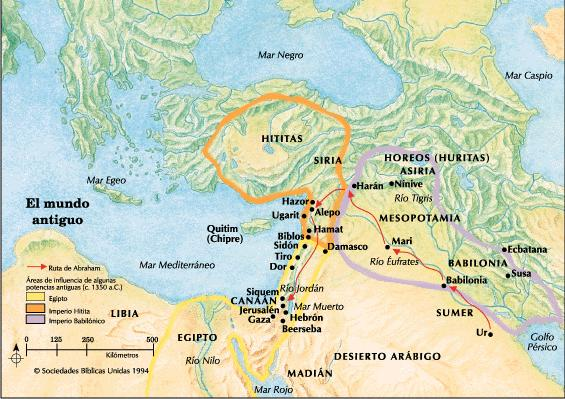 Mar Negro
Mar Caspio
HITITAS
SIRIA
HOREOS (HURITAS)
ASIRIA
Harán
Nínive
Río Tigris
Mar Egeo
El mundo
antiguo
Hazor
Alepo
Ugarit
MESOPOTAMIA
Quitim
(Chipre)
Hamat
Biblos
Sidón
Damasco
Mari
Ecbatana
Tiro
Dor
Río Éufrates
BABILONIA
Susa
Mar Mediterráneo
Babilonia
Ruta de Abraham
Áreas de influencia de algunas
potencias antiguas (c. 1350 a.C.)
Egipto
Imperio Hitita
Imperio Babilónico
Siquem
Río Jordán
CANAÁN
Mar Muerto
Jerusalén
Hebrón
Gaza
Beerseba
LIBIA
SUMER
Ur
Golfo
Pérsico
EGIPTO
Río Nilo
DESIERTO ARÁBIGO
MADIÁN
Mar Rojo
0 125 250 500
Kilómetros
© Sociedades Bíblicas Unidas 1994